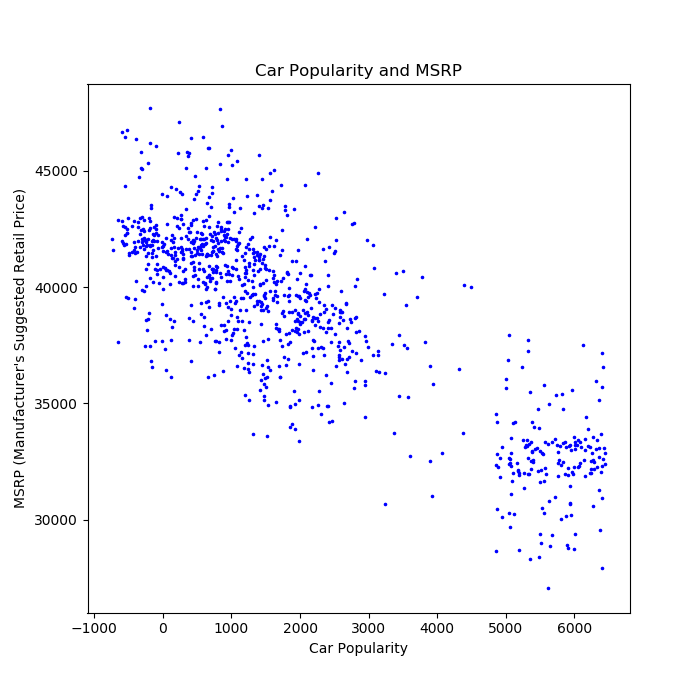 Car Popularity and MSRP
MSRP (Manufacturer's Suggested Retail Price)
45000
40000
35000
30000
−1000 0 1000 2000 3000 4000 5000 6000
Car Popularity